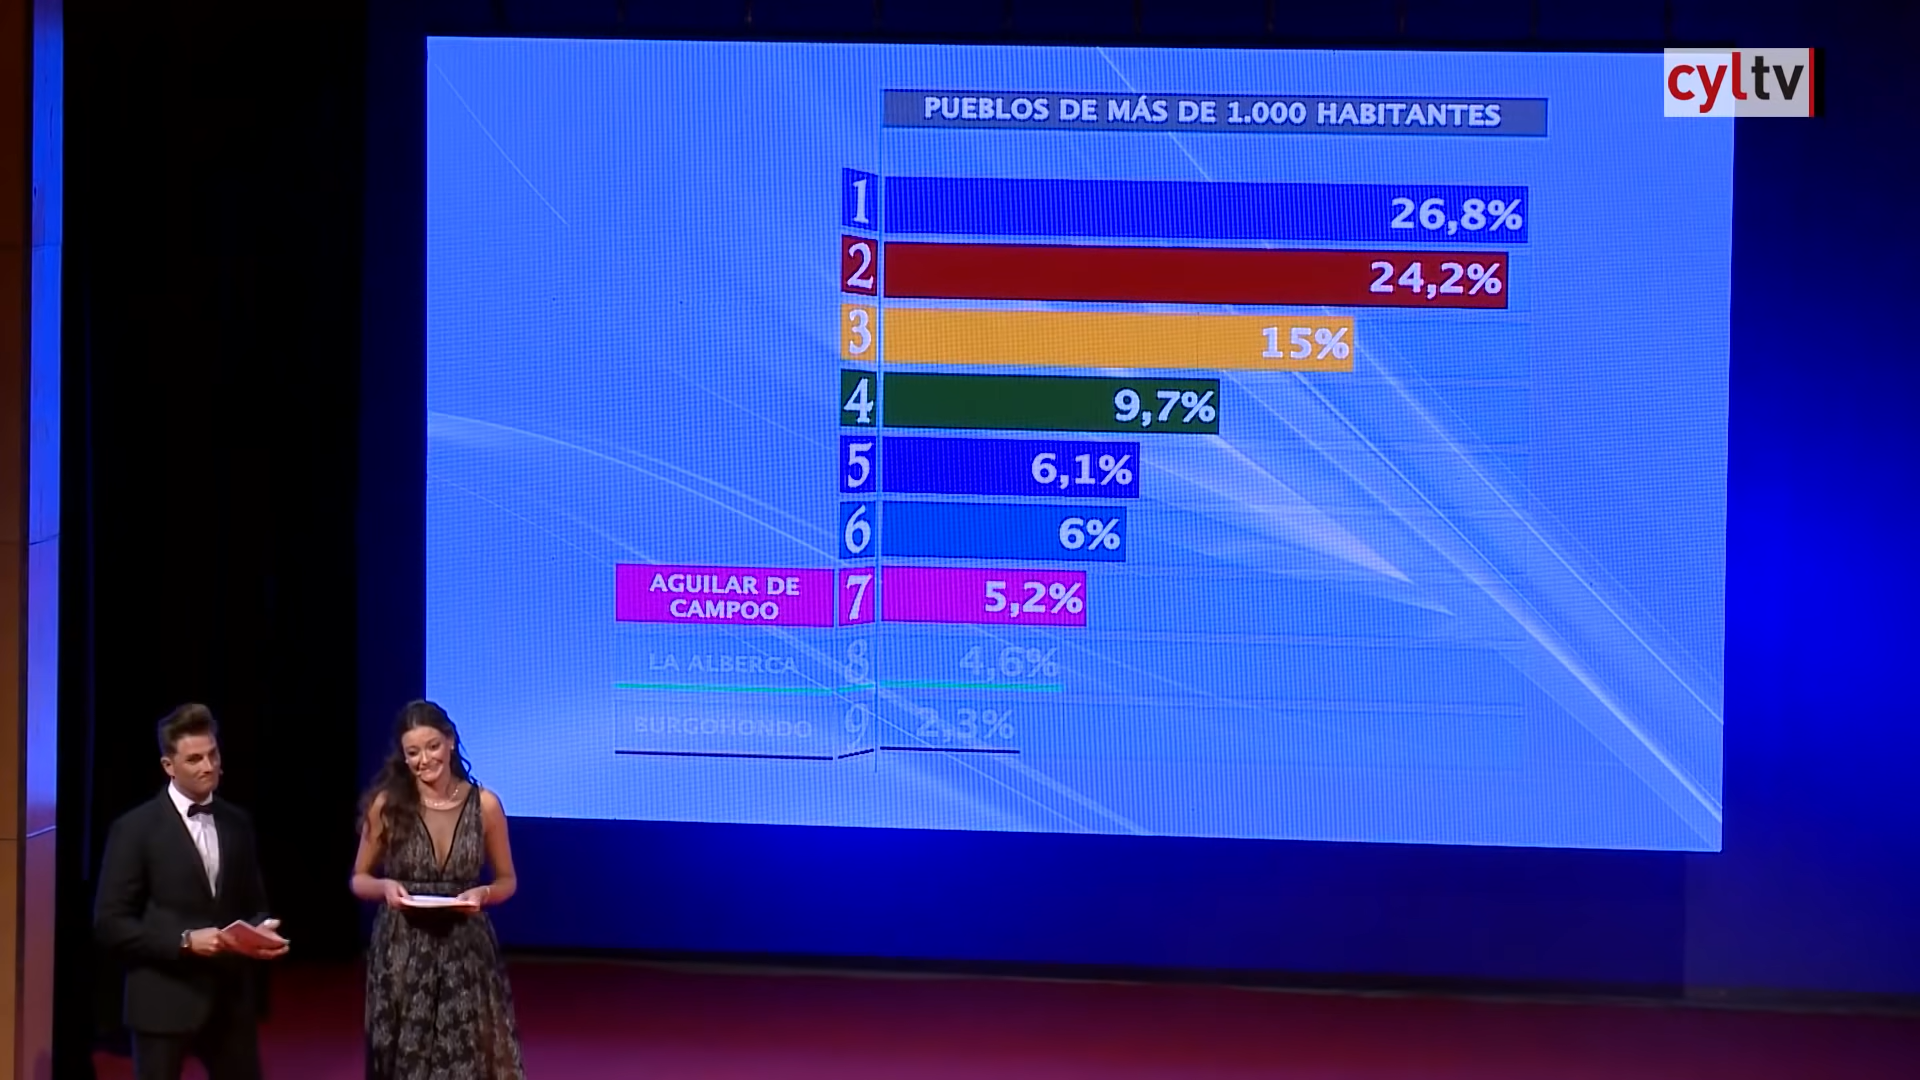 cyltv
PUEBLOS DE MÁS DE 1.000 HABITANTES
1 26,8%
2 24,2%
3 15%
4 9,7%
5 6,1%
6 6%
AGUILAR DE
CAMPOO 7 5,2%
LA ALBERCA 8 4,6%
BURGOHONDO 9 2,3%